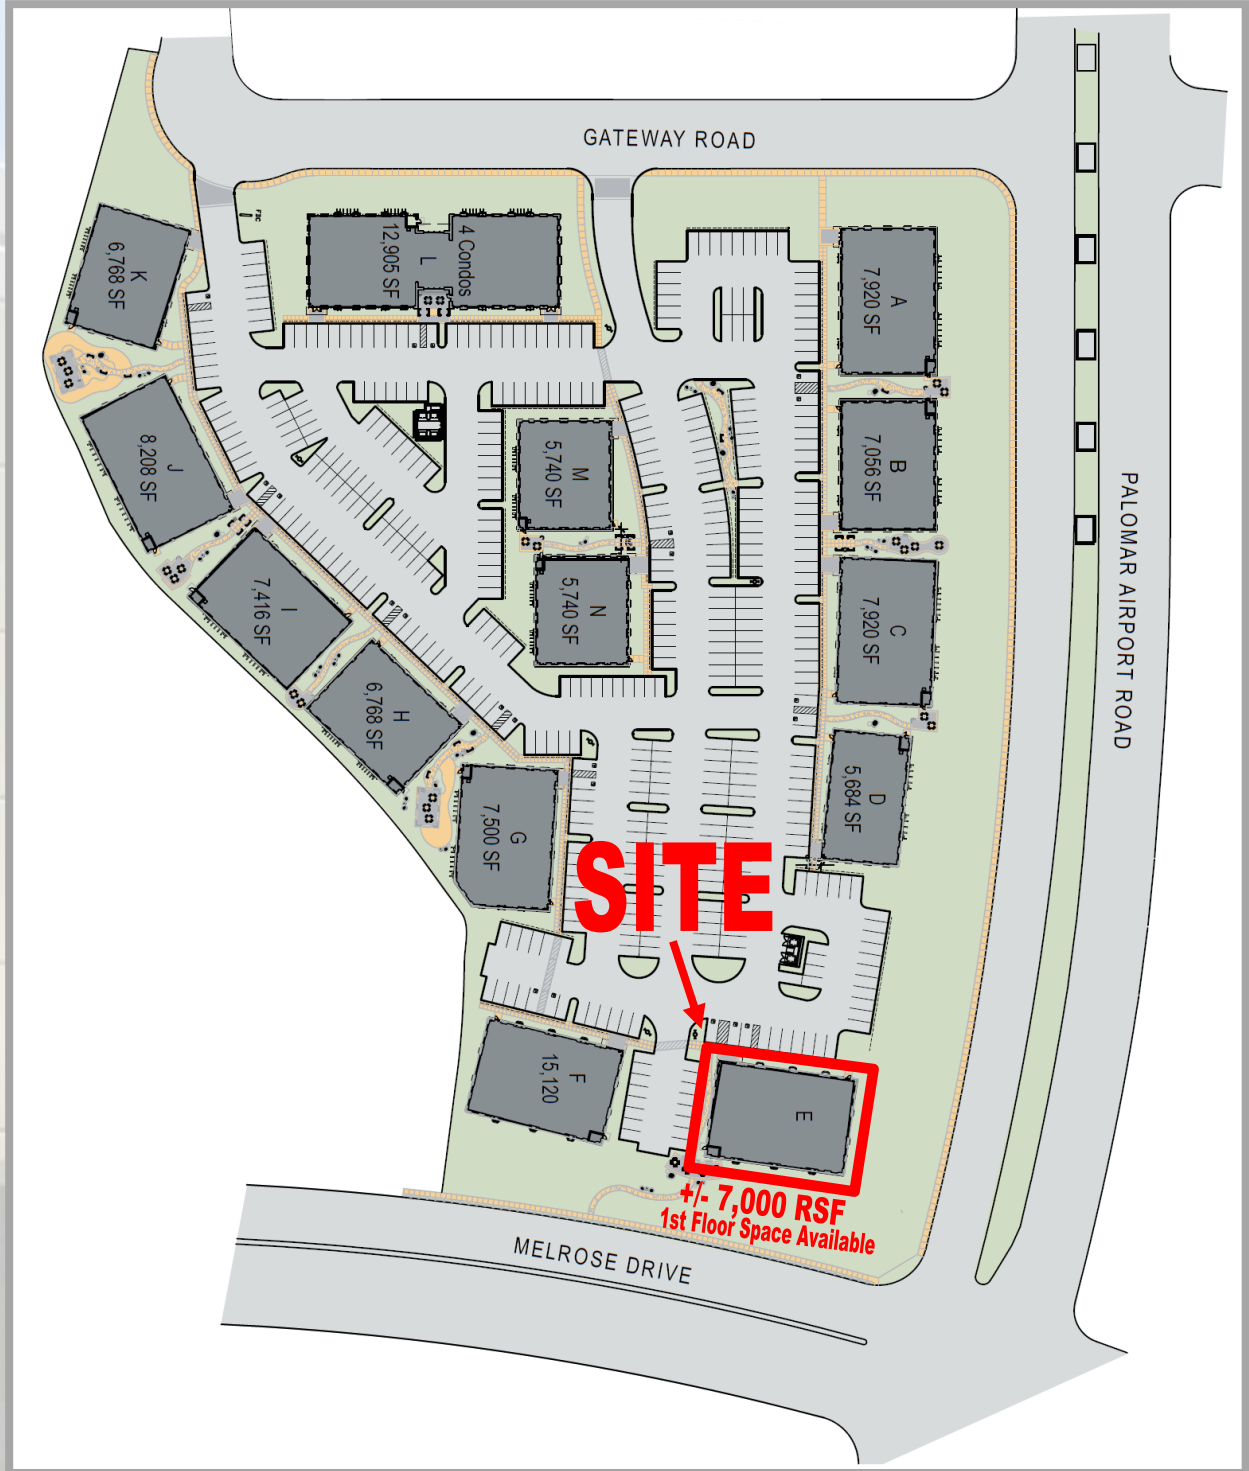 GATEWAY ROAD
PALOMAR AIRPORT ROAD
MELROSE DRIVE
K
6,768 SF
4 Condos
L
12,905 SF
A
7,920 SF
J
8,208 SF
M
5,740 SF
B
7,056 SF
I
7,416 SF
N
5,740 SF
C
7,920 SF
H
6,768 SF
D
5,684 SF
G
7,500 SF
SITE
F
15,120
E
+/- 7,000 RSF
1st Floor Space Available